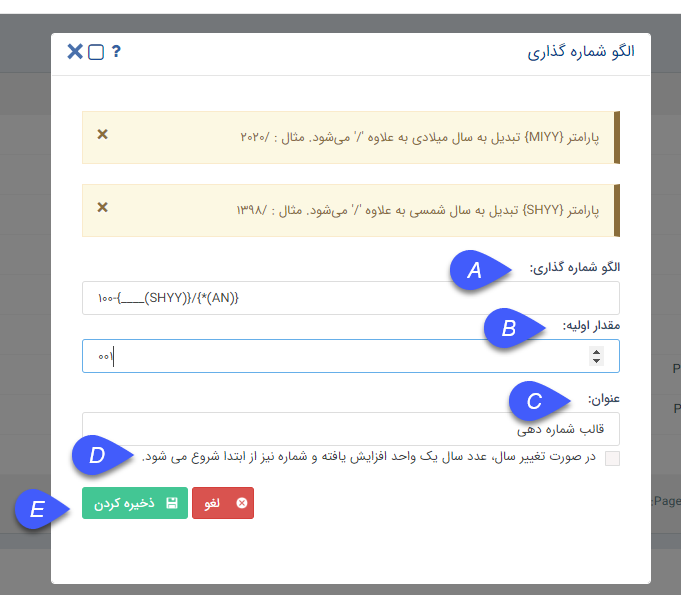 الگو شماره گذاری
?
پارامتر {MIYY} تبدیل به سال میلادی به علاوه '/' می‌شود. مثال : /۲۰۲۰
پارامتر {SHYY} تبدیل به سال شمسی به علاوه '/' می‌شود. مثال : /۱۳۹۸
الگو شماره گذاری:
A
۱۰۰-{____(SHYY)}/{*(AN)}
مقدار اولیه:
B
۰۰۱
عنوان:
C
قالب شماره دهی
در صورت تغییر سال، عدد سال یک واحد افزایش یافته و شماره نیز از ابتدا شروع می شود.
D
لغو
ذخیره کردن
E
P
P
:Page